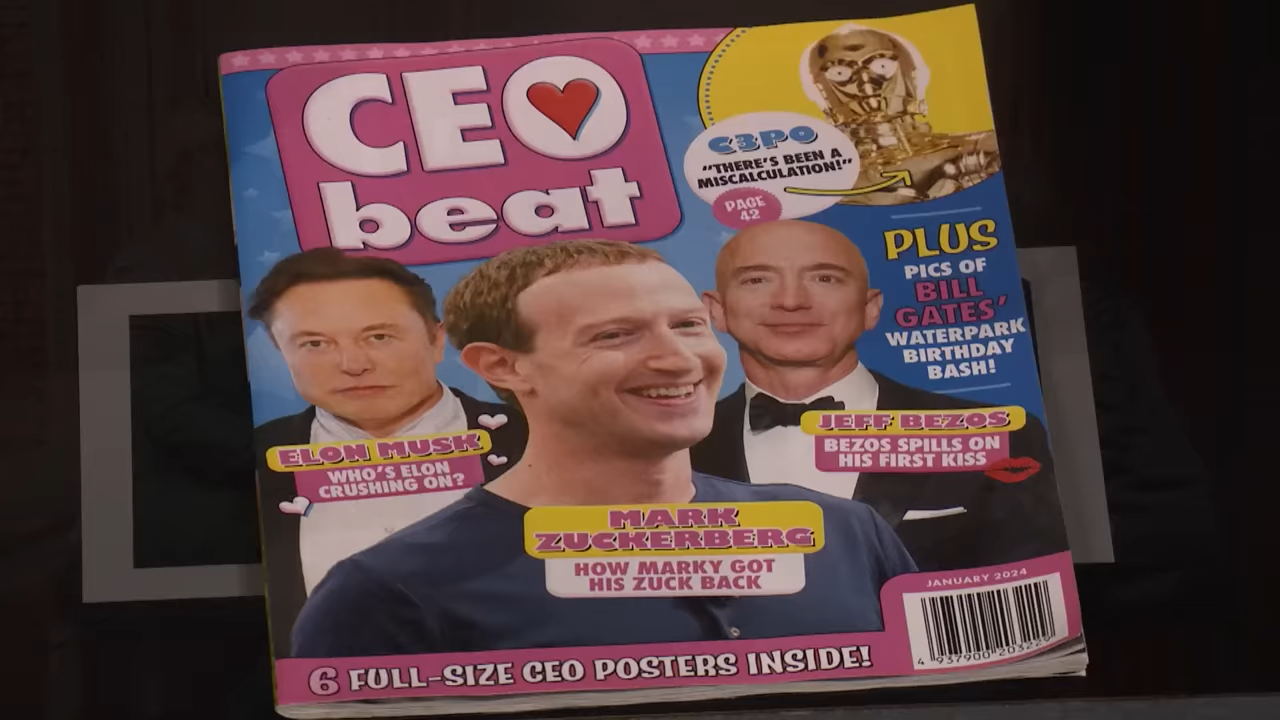 CEO
beat
C3PO
"THERE'S BEEN A
MISCALCULATION!"
PAGE
42
PLUS
PICS OF
BILL
GATES'
WATERPARK
BIRTHDAY
BASH!
ELON MUSK
WHO'S ELON
CRUSHING ON?
JEFF BEZOS
BEZOS SPILLS ON
HIS FIRST KISS
MARK
ZUCKERBERG
HOW MARKY GOT
HIS ZUCK BACK
JANUARY 2024
6 FULL-SIZE CEO POSTERS INSIDE!